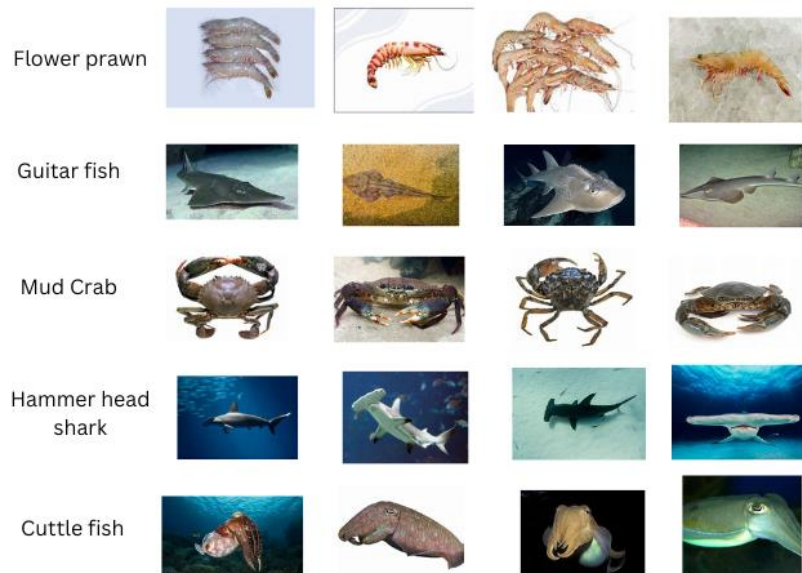 Flower prawn
Guitar fish
Mud Crab
Hammer head
shark
Cuttle fish